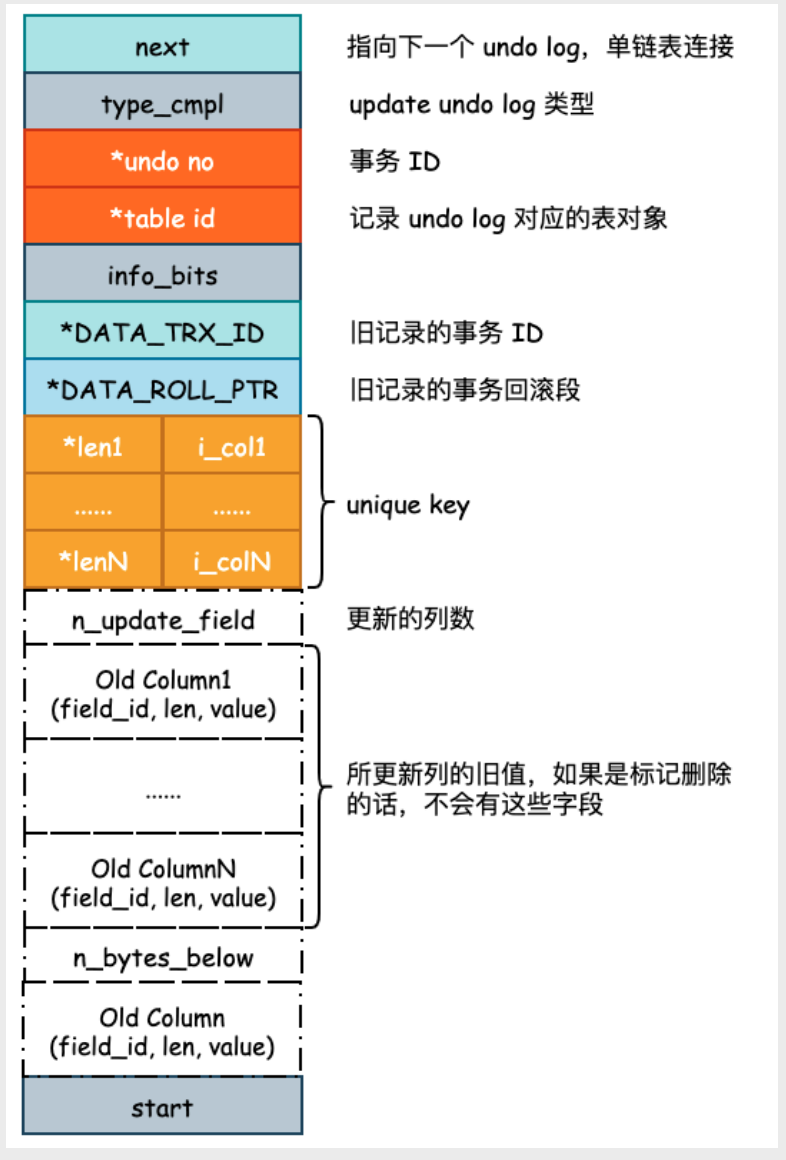 next 指向下一个 undo log，单链表连接
type_cmpl update undo log 类型
*undo no 事务 ID
*table id 记录 undo log 对应的表对象
info_bits
*DATA_TRX_ID 旧记录的事务 ID
*DATA_ROLL_PTR 旧记录的事务回滚段
*len1 i_col1
...... ......
unique key
*lenN i_colN
n_update_field 更新的列数
Old Column1
(field_id, len, value)
......
所更新列的旧值，如果是标记删除
的话，不会有这些字段
Old ColumnN
(field_id, len, value)
n_bytes_below
Old Column
(field_id, len, value)
start